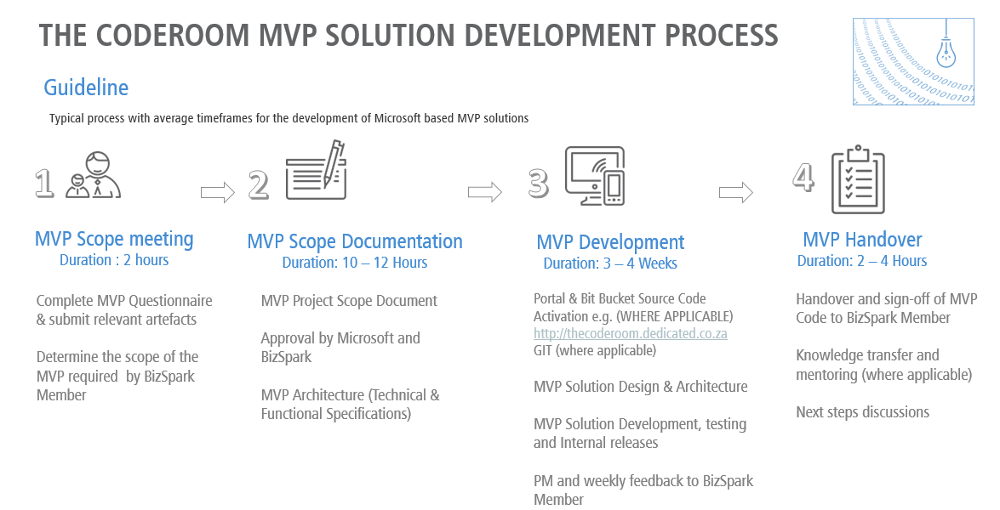 THE CODEROOM MVP SOLUTION DEVELOPMENT PROCESS
Guideline
Typical process with average timeframes for the development of Microsoft based MVP solutions
1
MVP Scope meeting
Duration : 2 hours
Complete MVP Questionnaire
& submit relevant artefacts
Determine the scope of the
MVP required by BizSpark
Member
2
MVP Scope Documentation
Duration: 10 – 12 Hours
MVP Project Scope Document
Approval by Microsoft and
BizSpark
MVP Architecture (Technical &
Functional Specifications)
3
MVP Development
Duration: 3 – 4 Weeks
Portal & Bit Bucket Source Code
Activation e.g. (WHERE APPLICABLE)
http://thecoderoom.dedicated.co.za
GIT (where applicable)
MVP Solution Design & Architecture
MVP Solution Development, testing
and Internal releases
PM and weekly feedback to BizSpark
Member
4
MVP Handover
Duration: 2 – 4 Hours
Handover and sign-off of MVP
Code to BizSpark Member
Knowledge transfer and
mentoring (where applicable)
Next steps discussions